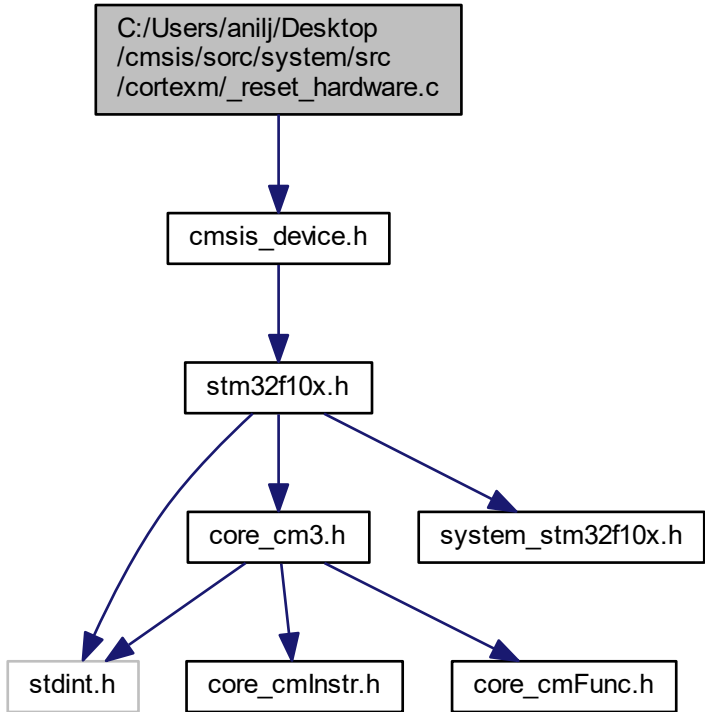 C:/Users/anilj/Desktop
/cmsis/sorc/system/src
/cortexm/_reset_hardware.c
cmsis_device.h
stm32f10x.h
core_cm3.h
system_stm32f10x.h
stdint.h
core_cmInstr.h
core_cmFunc.h